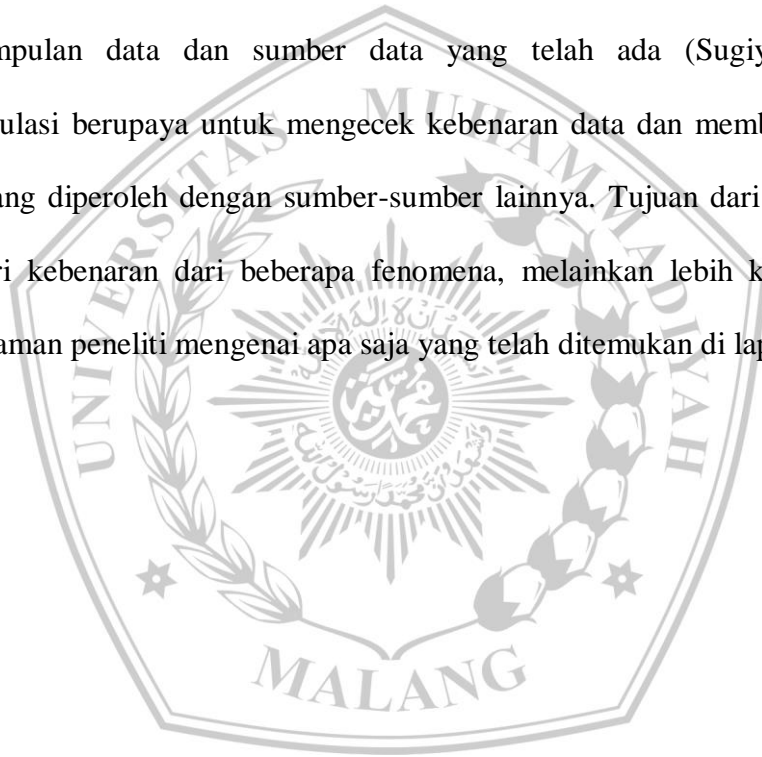 mpulan data dan sumber data yang telah ada (Sugiy
ulasi berupaya untuk mengecek kebenaran data dan memb
ang diperoleh dengan sumber-sumber lainnya. Tujuan dari
ri kebenaran dari beberapa fenomena, melainkan lebih k
aman peneliti mengenai apa saja yang telah ditemukan di lap
UNIVERSITAS MUHAMMADIYAH
MALANG